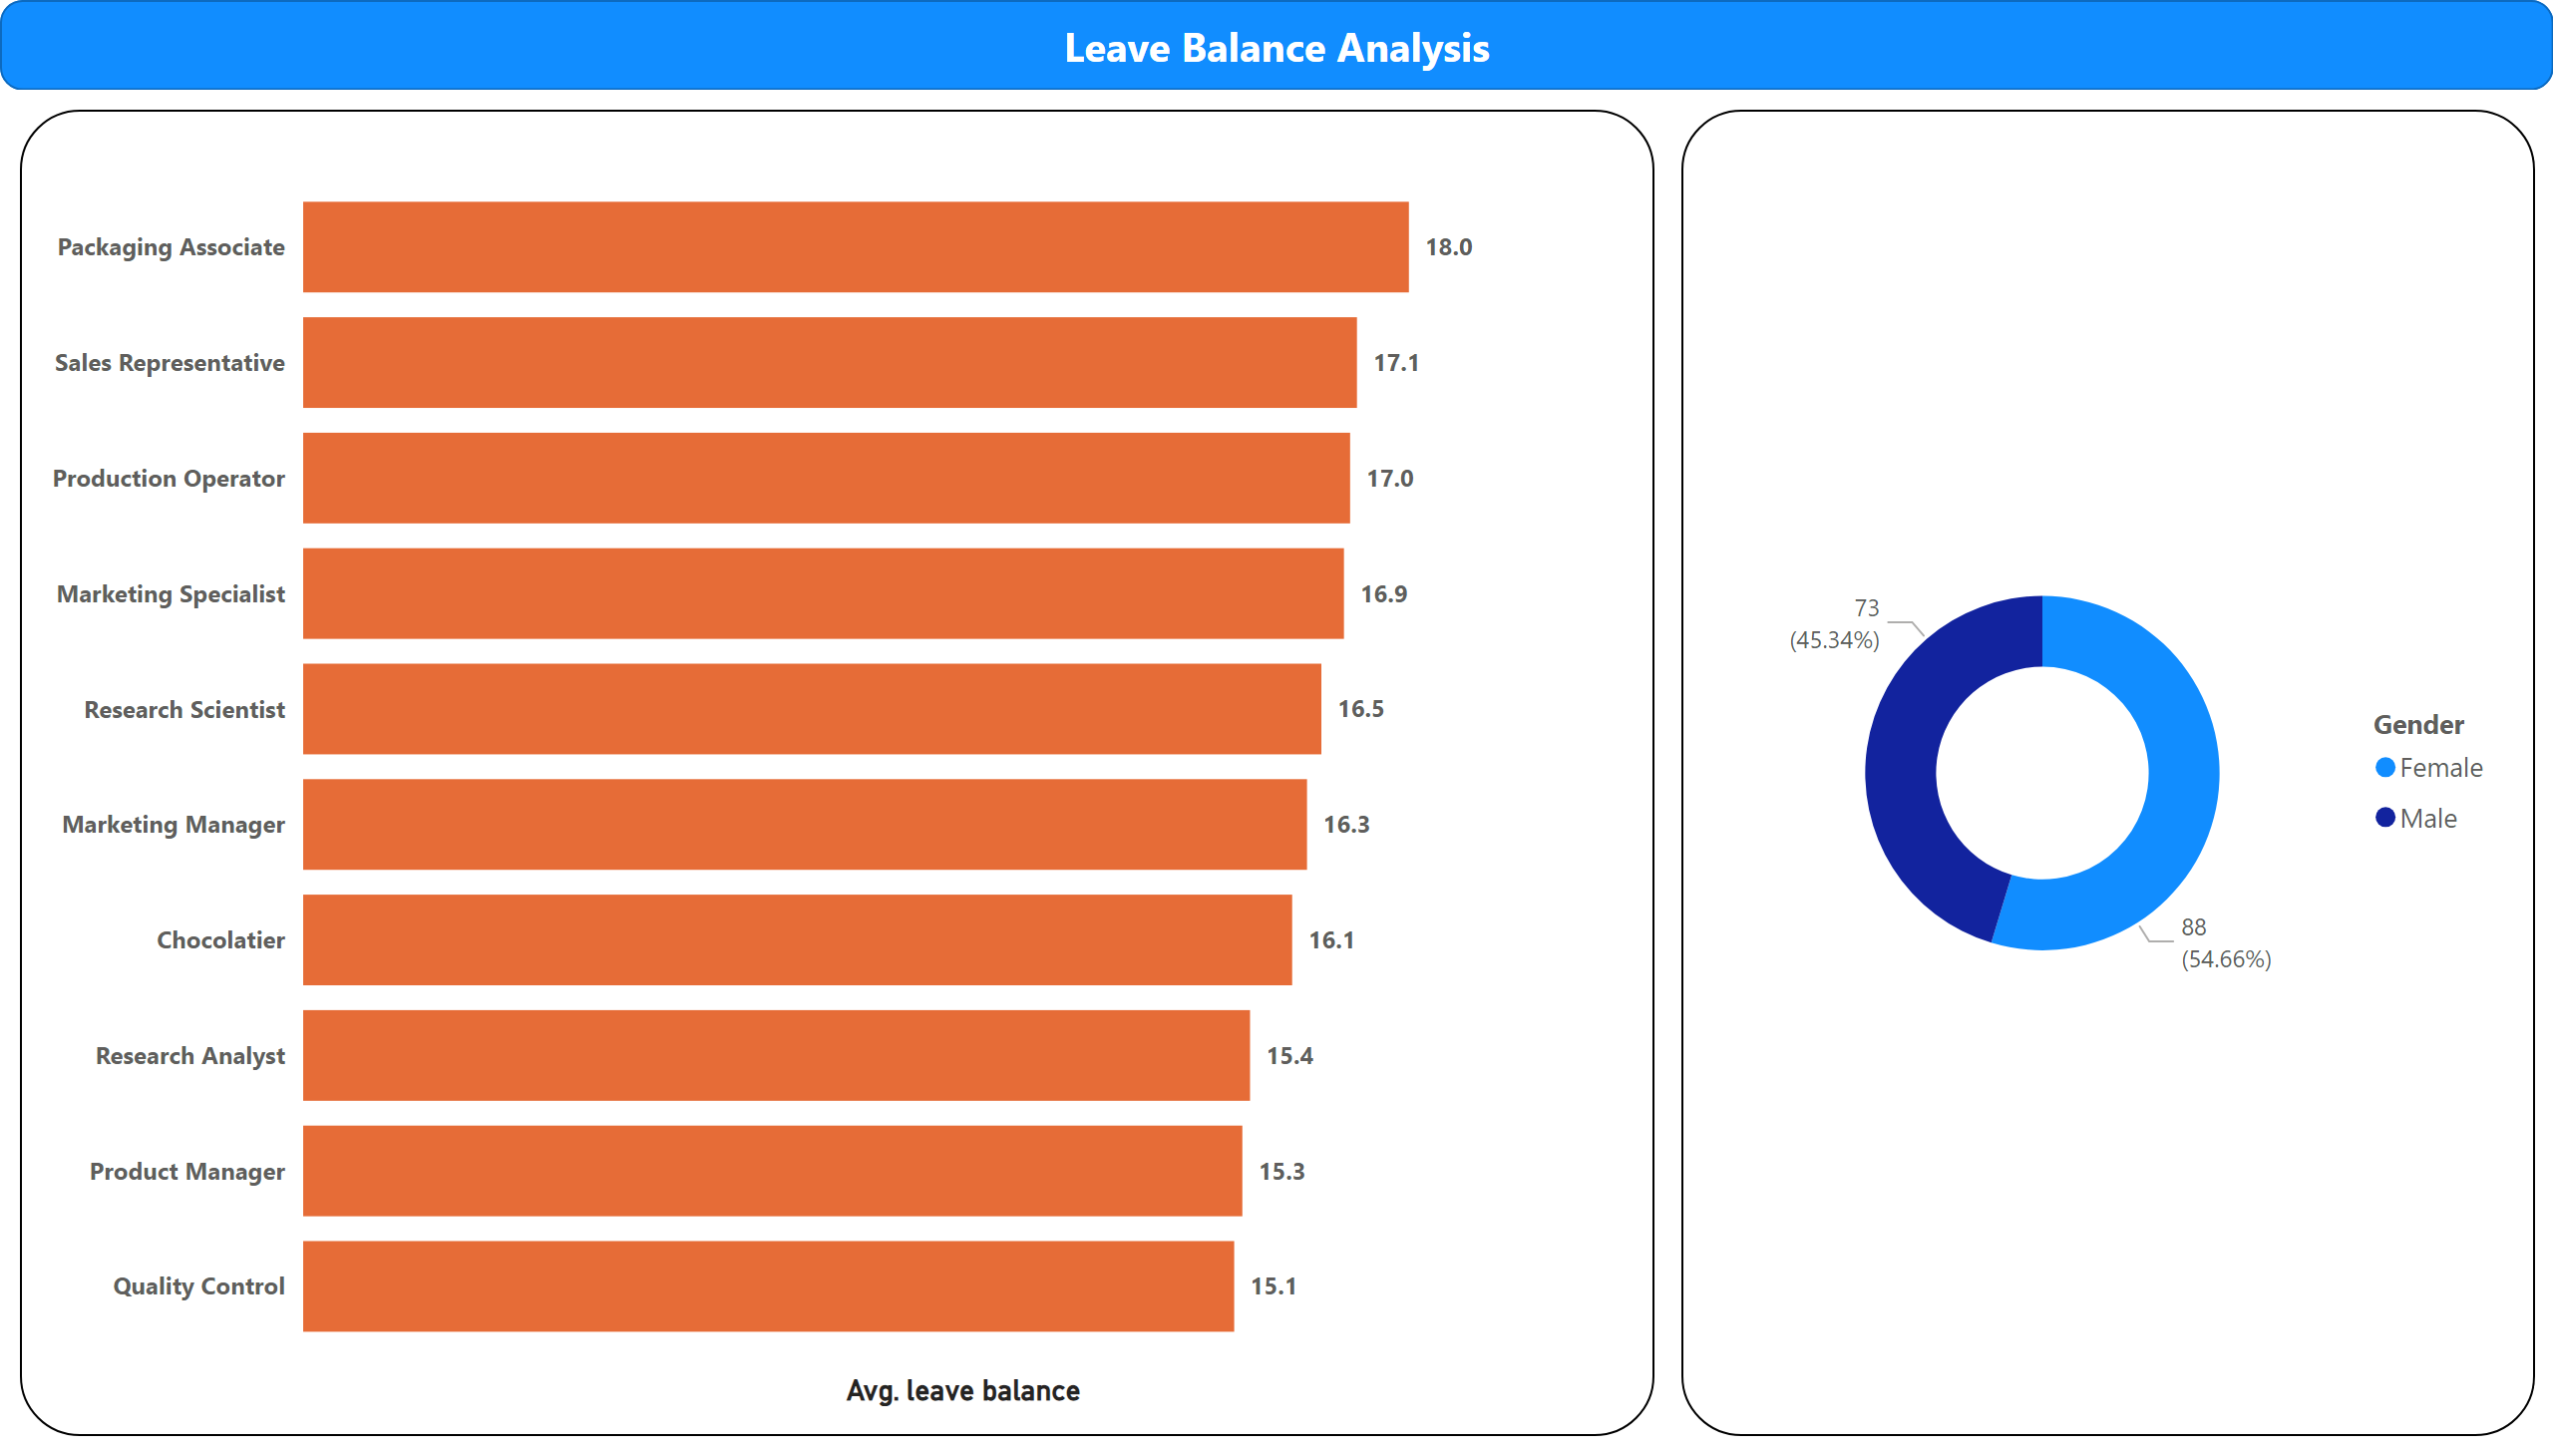 Leave Balance Analysis
Packaging Associate 18.0
Sales Representative 17.1
Production Operator 17.0
Marketing Specialist 16.9
Research Scientist 16.5
Marketing Manager 16.3
Chocolatier 16.1
Research Analyst 15.4
Product Manager 15.3
Quality Control 15.1
Avg. leave balance
73
(45.34%)
88
(54.66%)
Gender
Female
Male